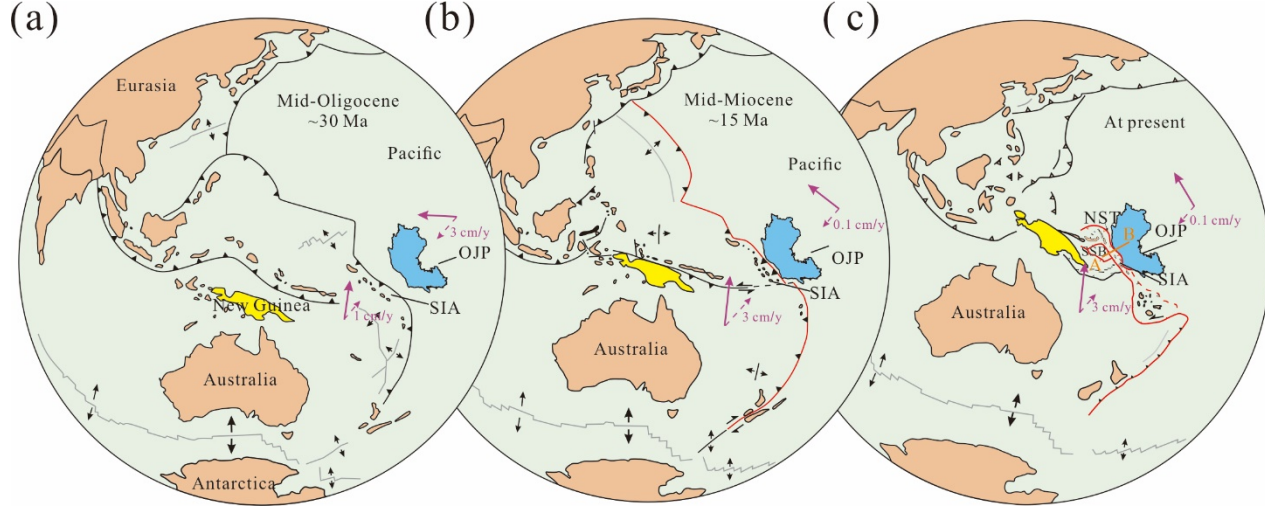 (a)
Eurasia
Mid-Oligocene
~30 Ma
Pacific
3 cm/y
OJP
SIA
New Guinea
1 cm/y
Australia
Antarctica
(b)
Mid-Miocene
~15 Ma
Pacific
0.1 cm/y
OJP
SIA
3 cm/y
Australia
(c)
At present
0.1 cm/y
NST
B
OJP
SSB
A
SIA
3 cm/y
Australia